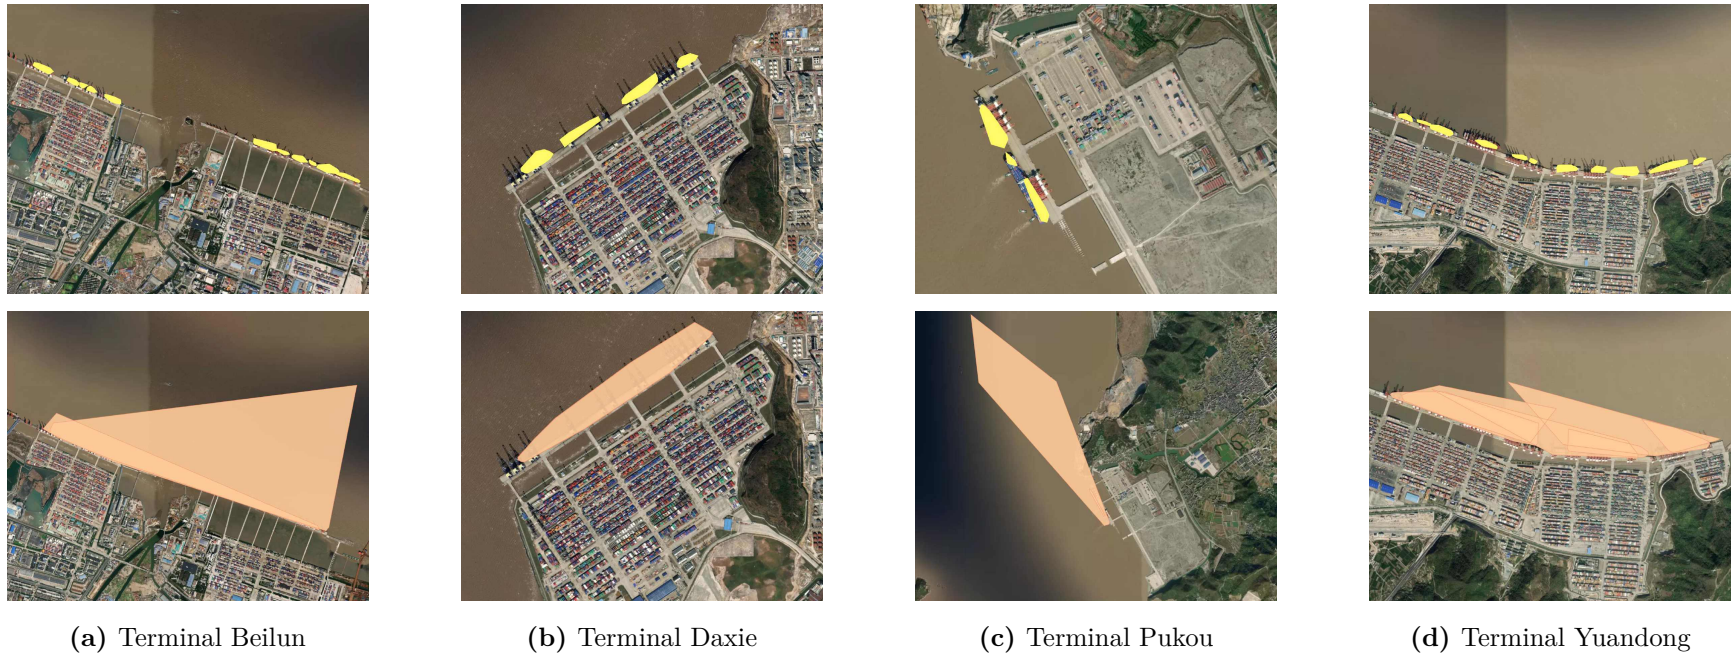 (a) Terminal Beilun
(b) Terminal Daxie
(c) Terminal Pukou
(d) Terminal Yuandong